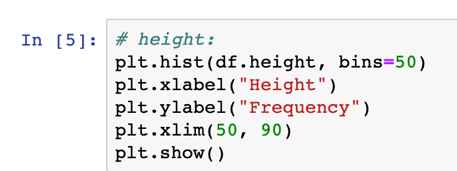 In [5]: # height:
plt.hist(df.height, bins=50)
plt.xlabel("Height")
plt.ylabel("Frequency")
plt.xlim(50, 90)
plt.show()